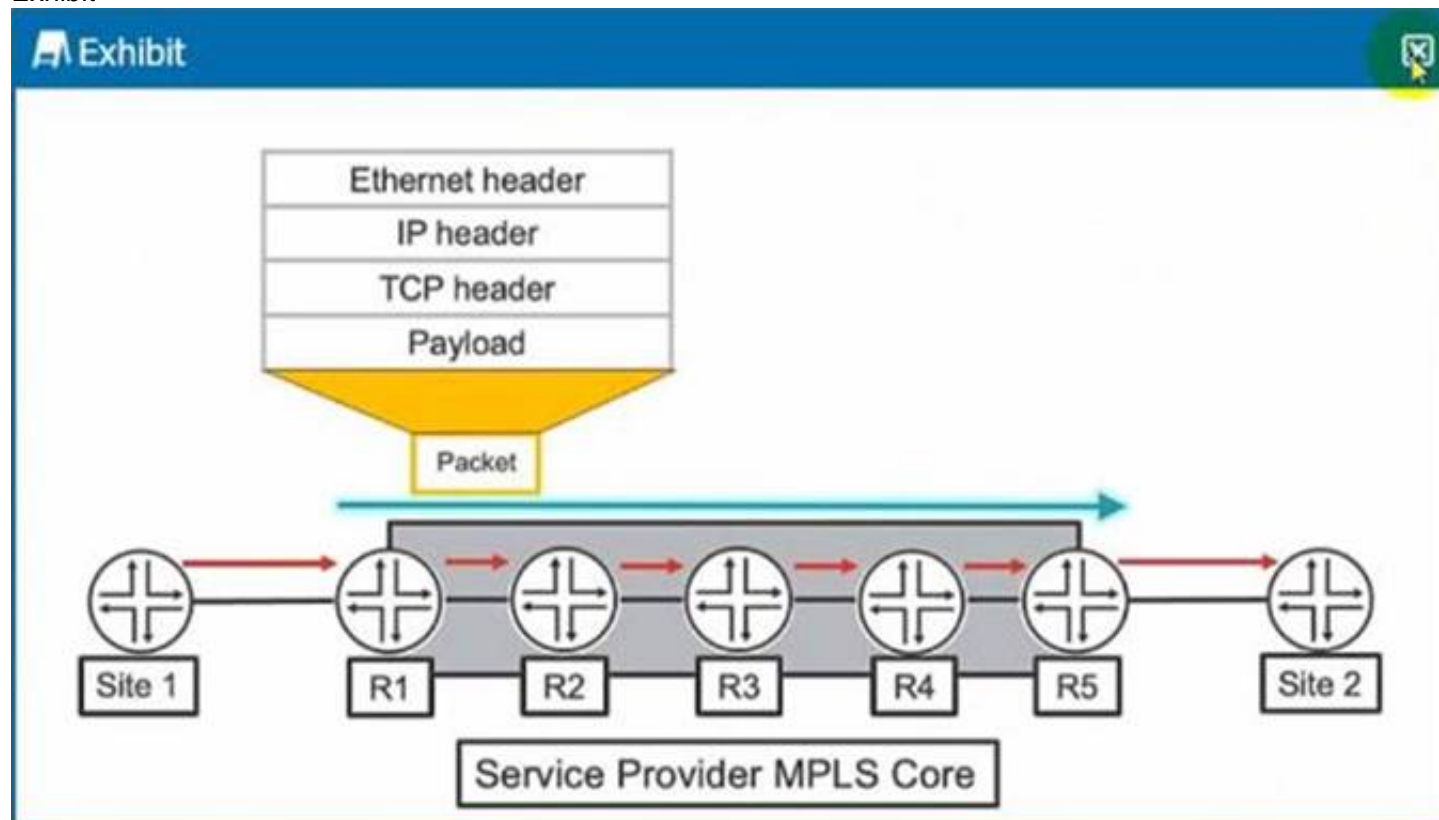 Exhibit
Ethernet header
IP header
TCP header
Payload
Packet
Site 1
R1
R2
R3
R4
R5
Site 2
Service Provider MPLS Core